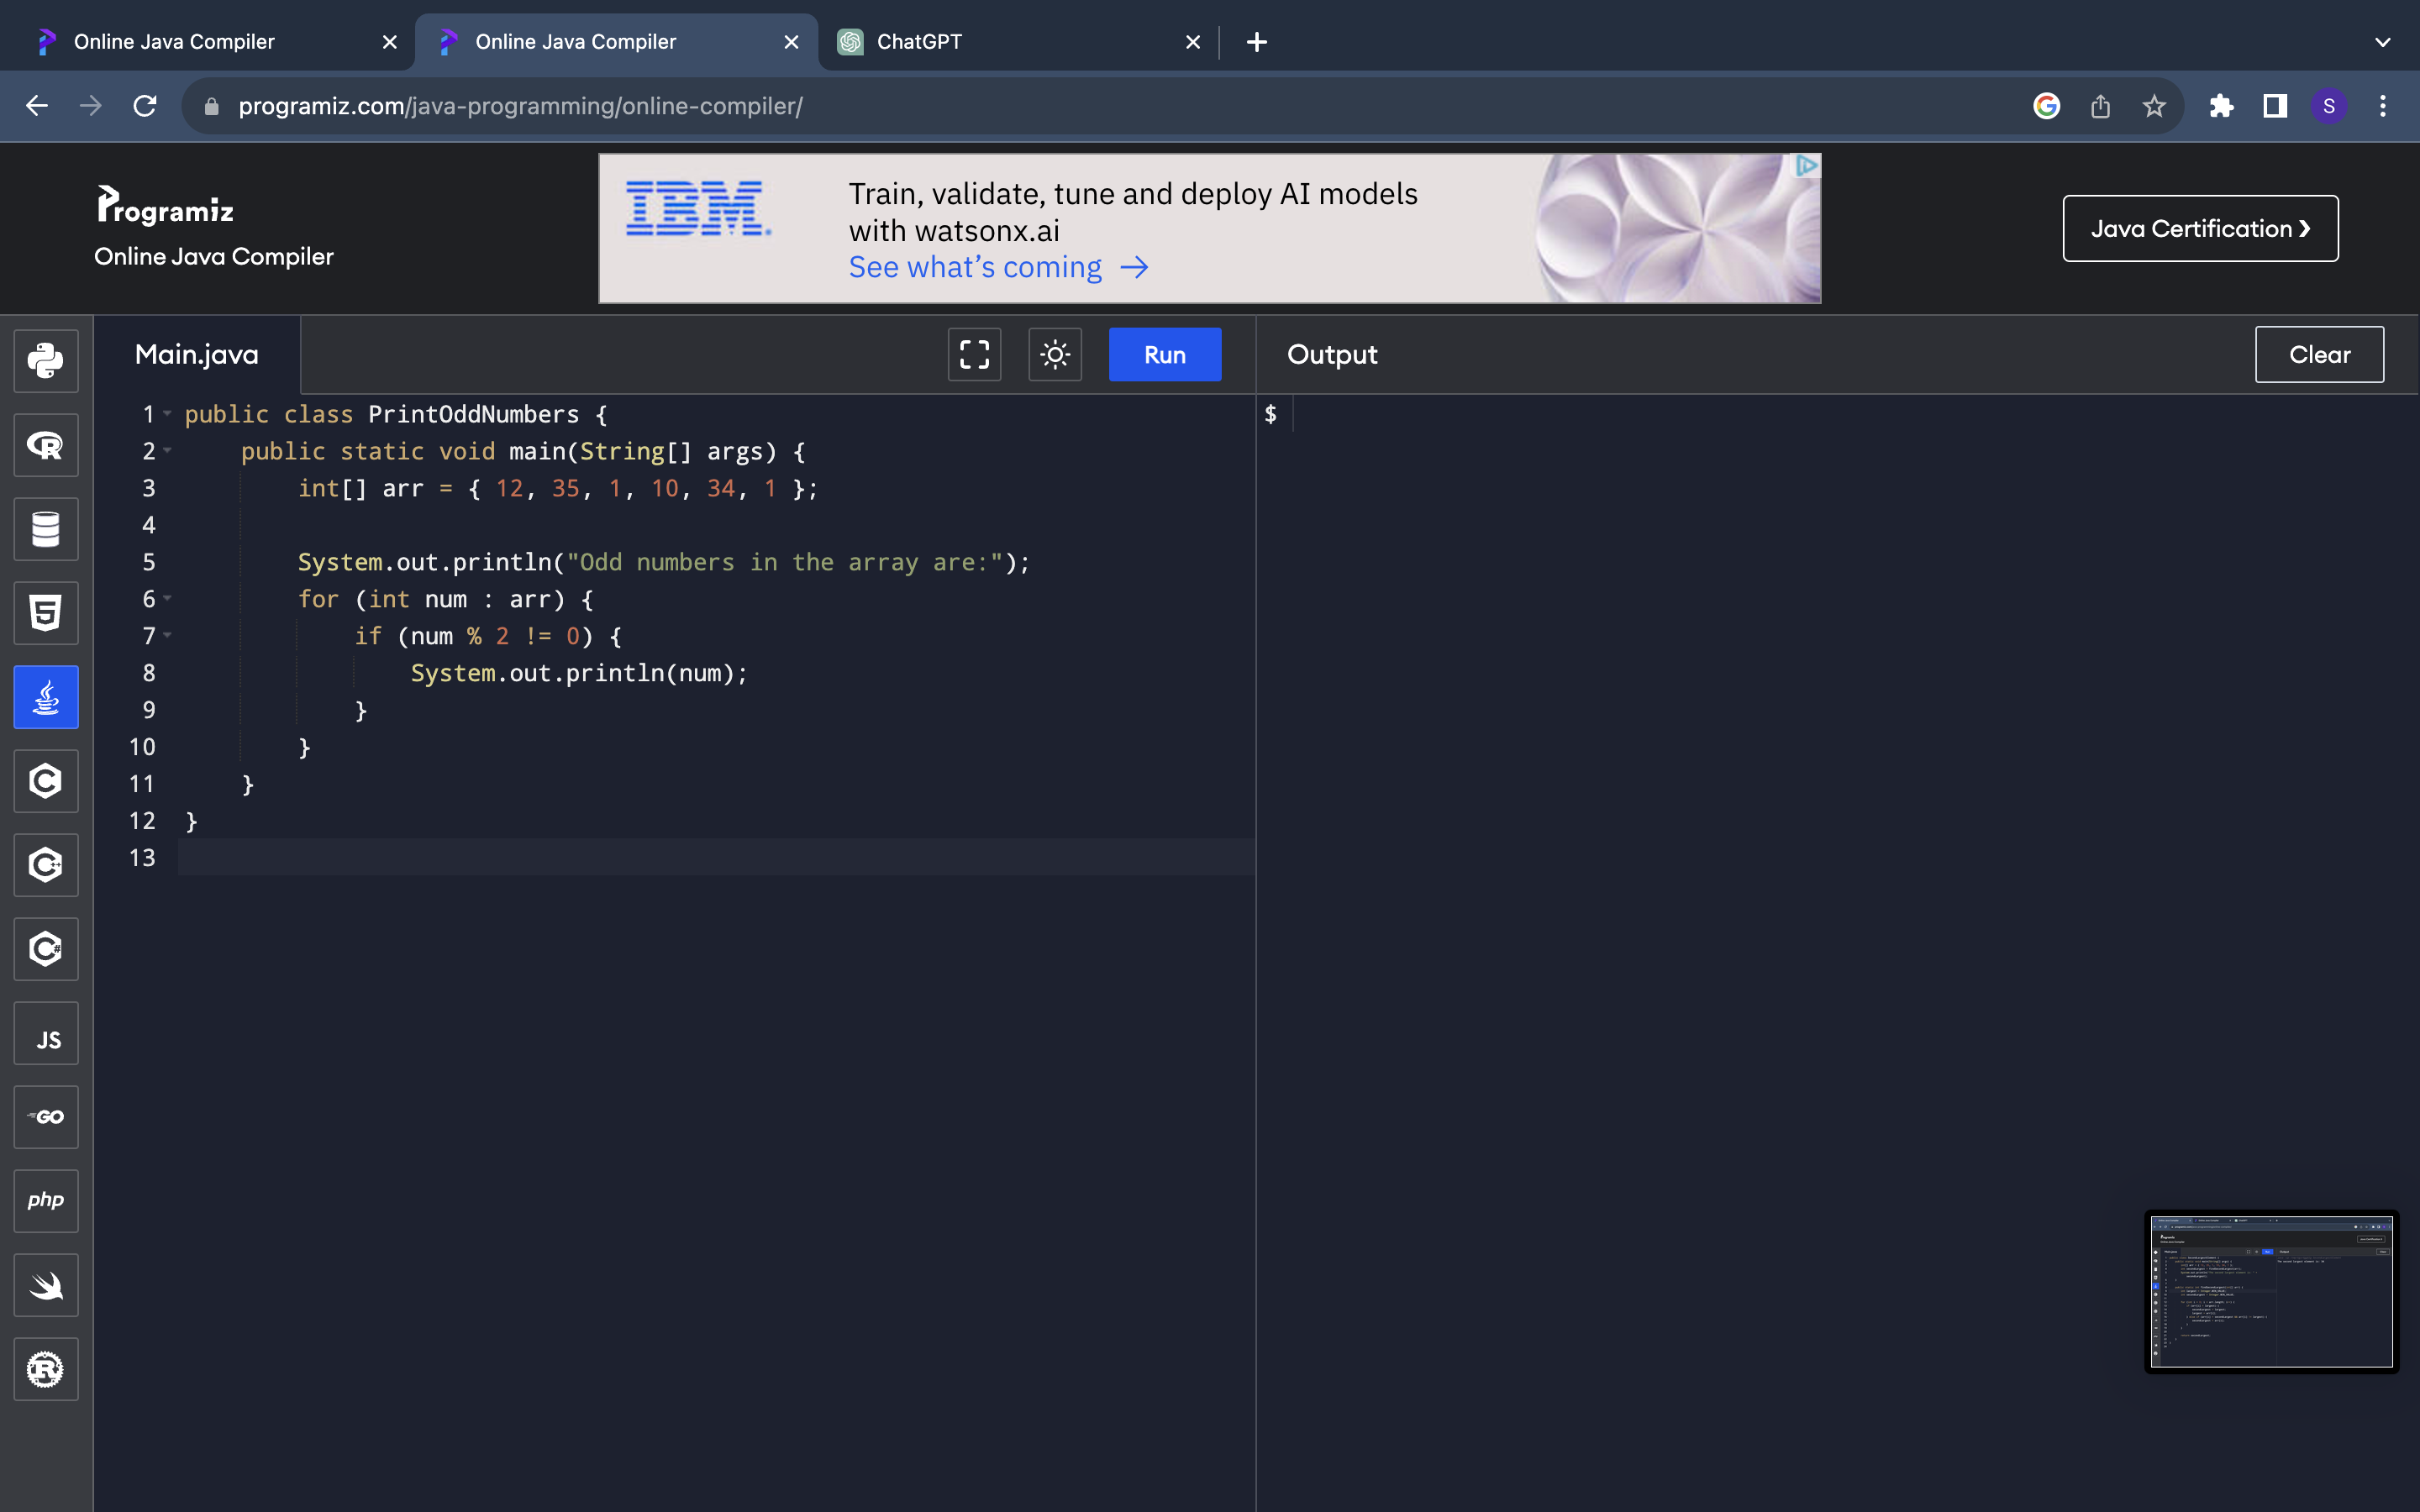 Online Java Compiler
Online Java Compiler
ChatGPT
programiz.com/java-programming/online-compiler/
S
Programiz
Online Java Compiler
IBM
Train, validate, tune and deploy AI models
with watsonx.ai
See what's coming →
Java Certification ❯
Main.java
Run
Output
Clear
1 public class PrintOddNumbers {
2     public static void main(String[] args) {
3         int[] arr = { 12, 35, 1, 10, 34, 1 };
4
5         System.out.println("Odd numbers in the array are:");
6         for (int num : arr) {
7             if (num % 2 != 0) {
8                 System.out.println(num);
9             }
10         }
11     }
12 }
13
$
R
5
C
C++
C#
JS
GO
php
R